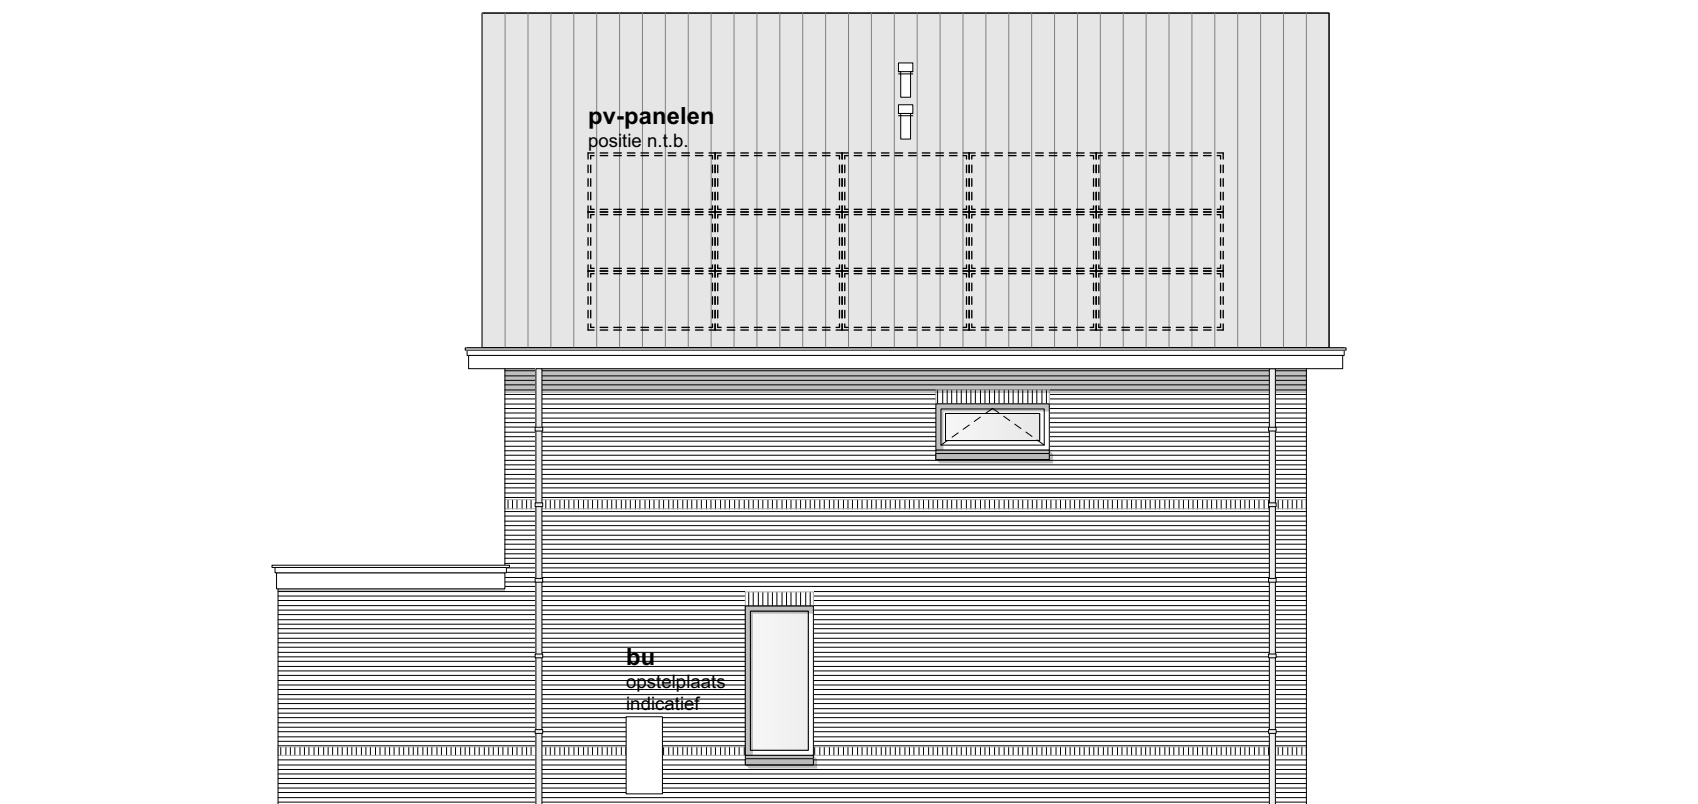 pv-panelen
positie n.t.b.
bu
opstelplaats
indicatief